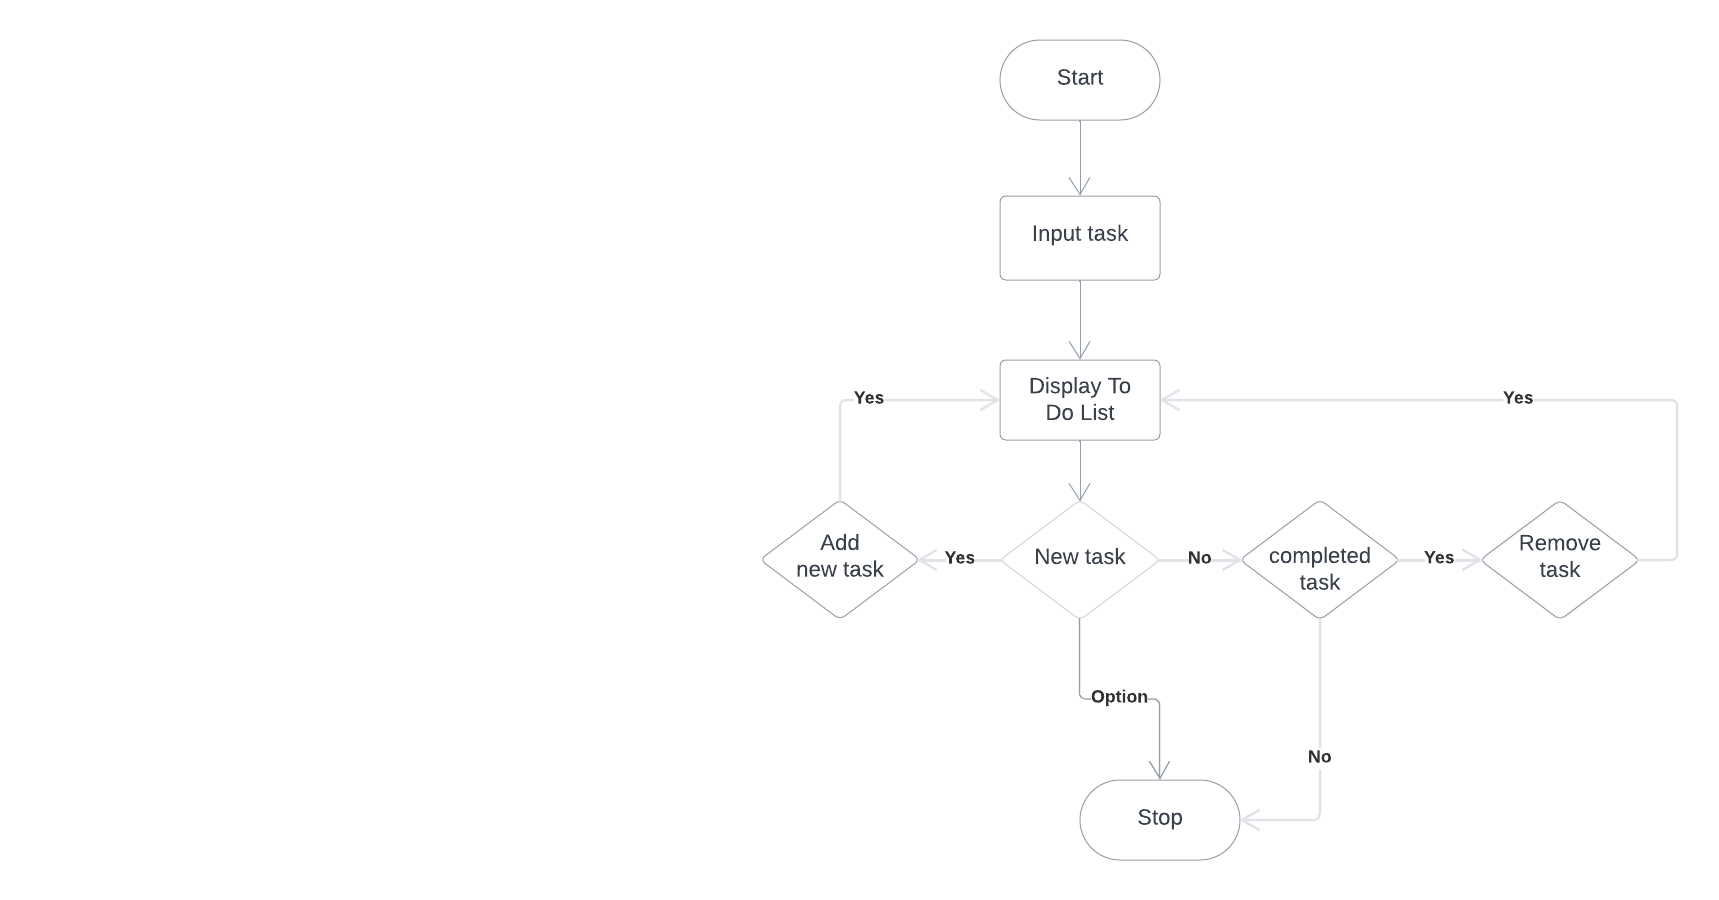 Start
Input task
Display To
Do List
Yes
Yes
Add
new task
Yes
New task
No
completed
task
Yes
Remove
task
Option
No
Stop